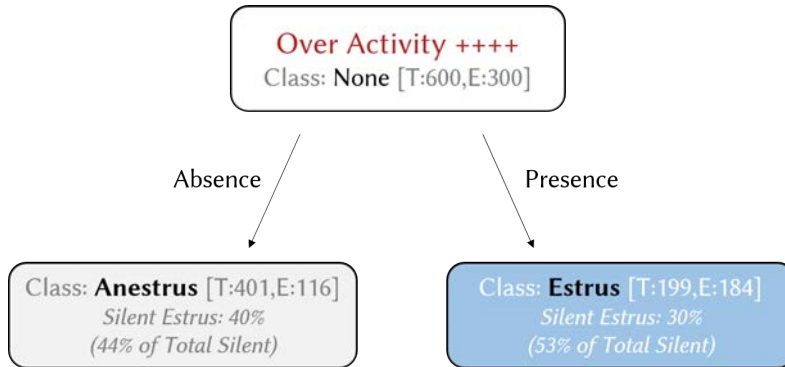 Over Activity ++++
Class: None [T:600,E:300]
Absence
Presence
Class: Anestrus [T:401,E:116]
Silent Estrus: 40%
(44% of Total Silent)
Class: Estrus [T:199,E:184]
Silent Estrus: 30%
(53% of Total Silent)